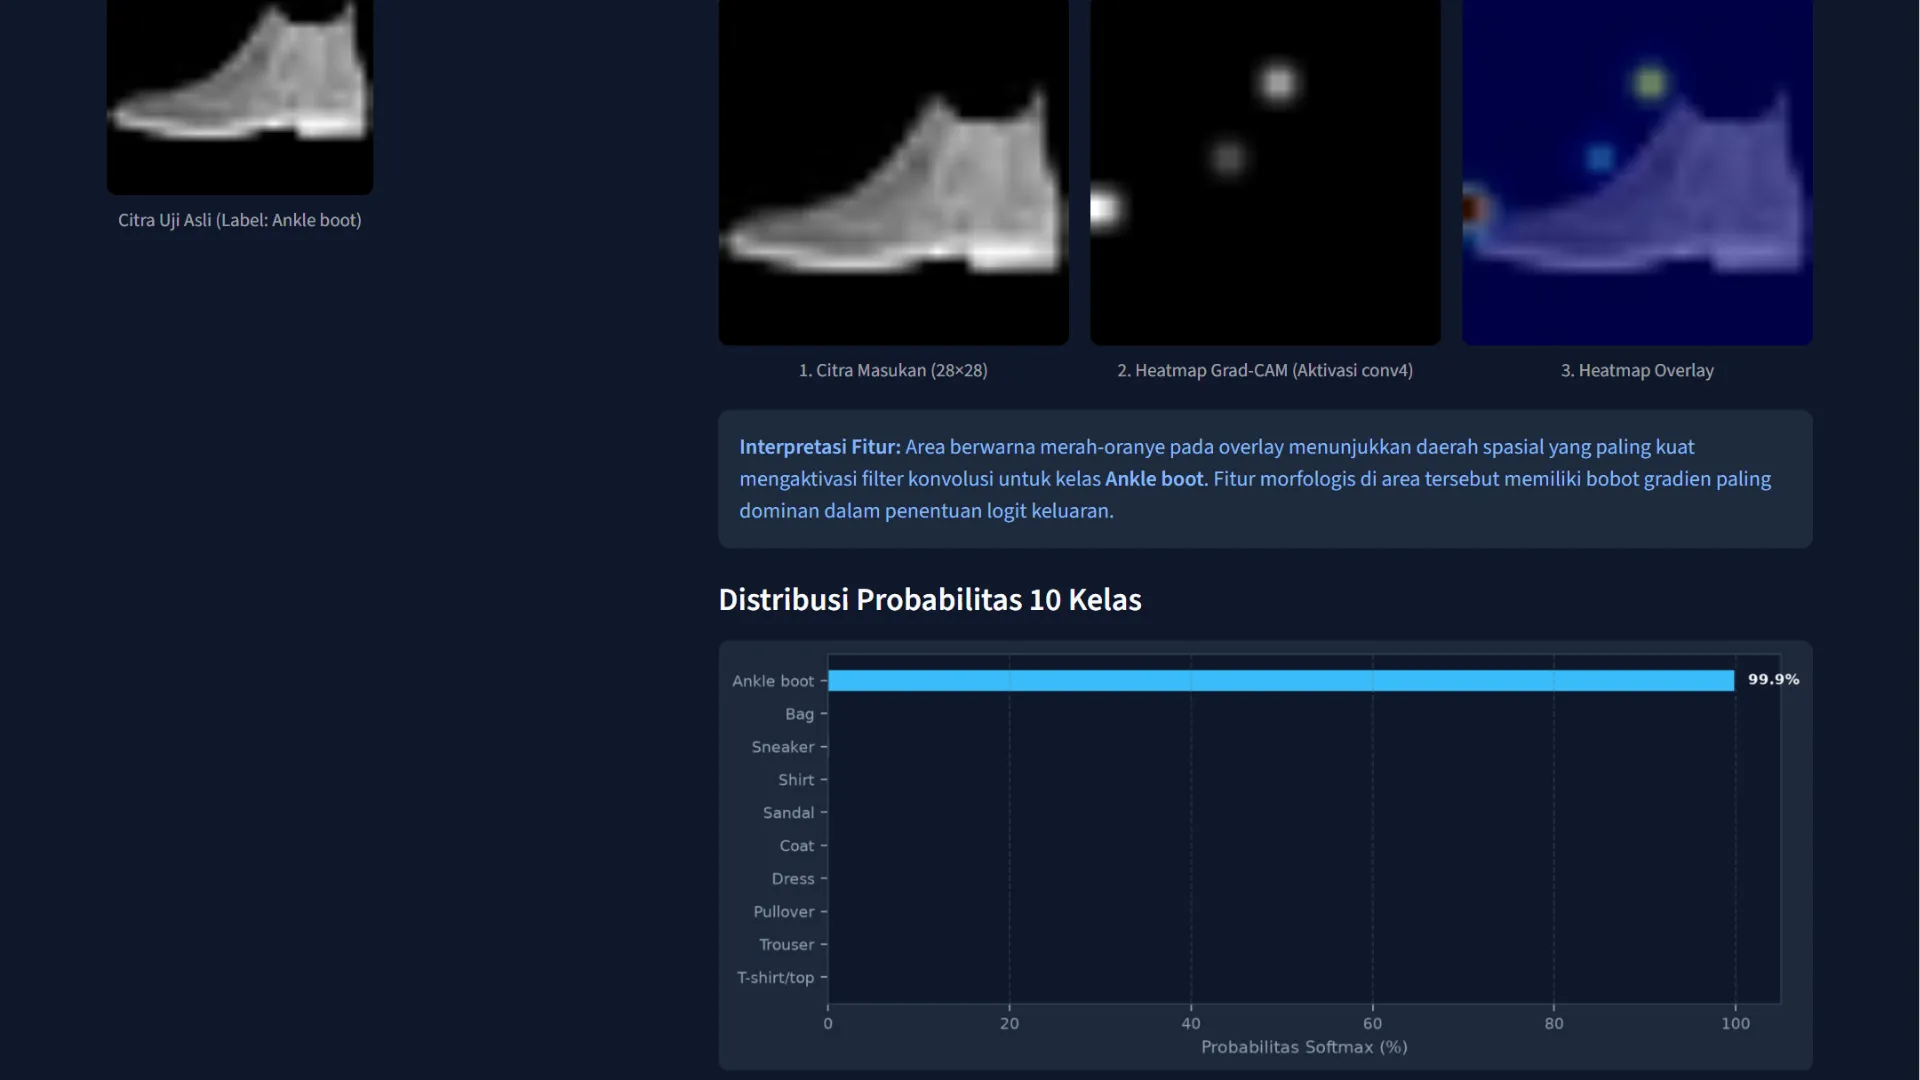 Citra Uji Asli (Label: Ankle boot)
1. Citra Masukan (28×28)
2. Heatmap Grad-CAM (Aktivasi conv4)
3. Heatmap Overlay
Interpretasi Fitur: Area berwarna merah-oranye pada overlay menunjukkan daerah spasial yang paling kuat
mengaktivasi filter konvolusi untuk kelas Ankle boot. Fitur morfologis di area tersebut memiliki bobot gradien paling
dominan dalam penentuan logit keluaran.
Distribusi Probabilitas 10 Kelas
Ankle boot
99.9%
Bag
Sneaker
Shirt
Sandal
Coat
Dress
Pullover
Trouser
T-shirt/top
0 20 40 60 80 100
Probabilitas Softmax (%)